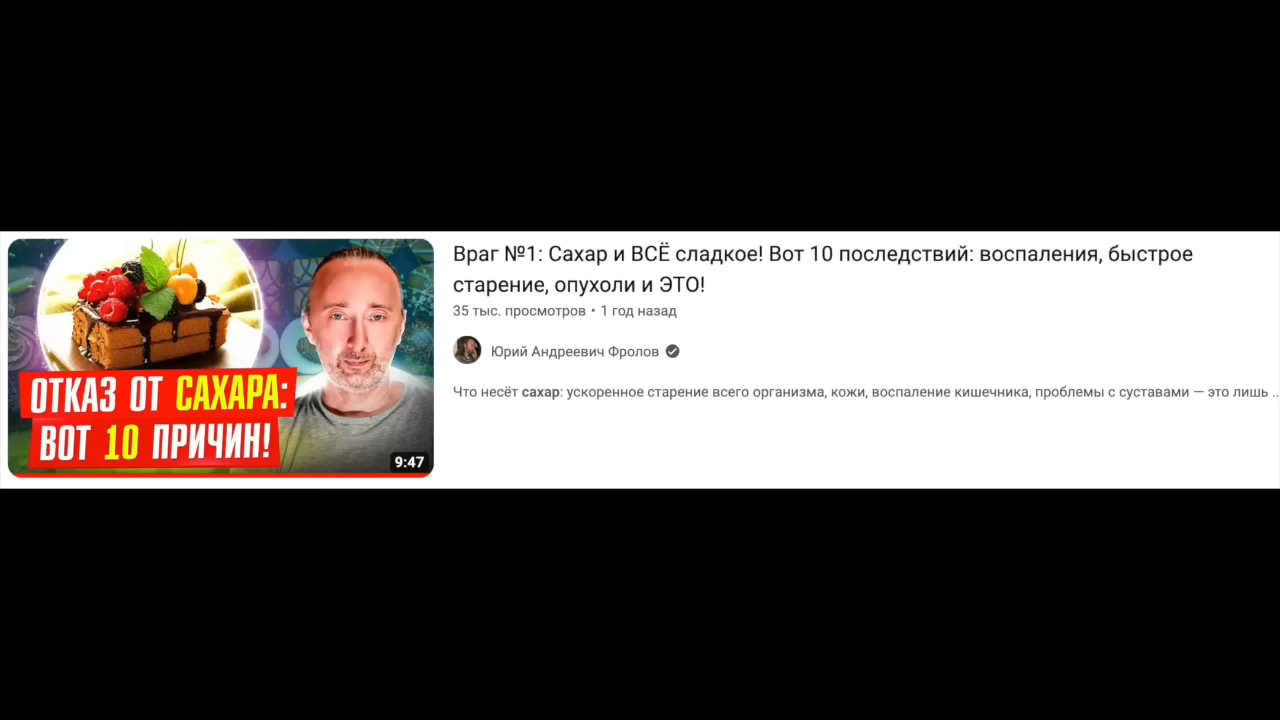 ОТКАЗ ОТ САХАРА:
ВОТ 10 ПРИЧИН!
9:47
Враг №1: Сахар и ВСЁ сладкое! Вот 10 последствий: воспаления, быстрое
старение, опухоли и ЭТО!
35 тыс. просмотров • 1 год назад
Юрий Андреевич Фролов
Что несёт сахар: ускоренное старение всего организма, кожи, воспаление кишечника, проблемы с суставами — это лишь ...